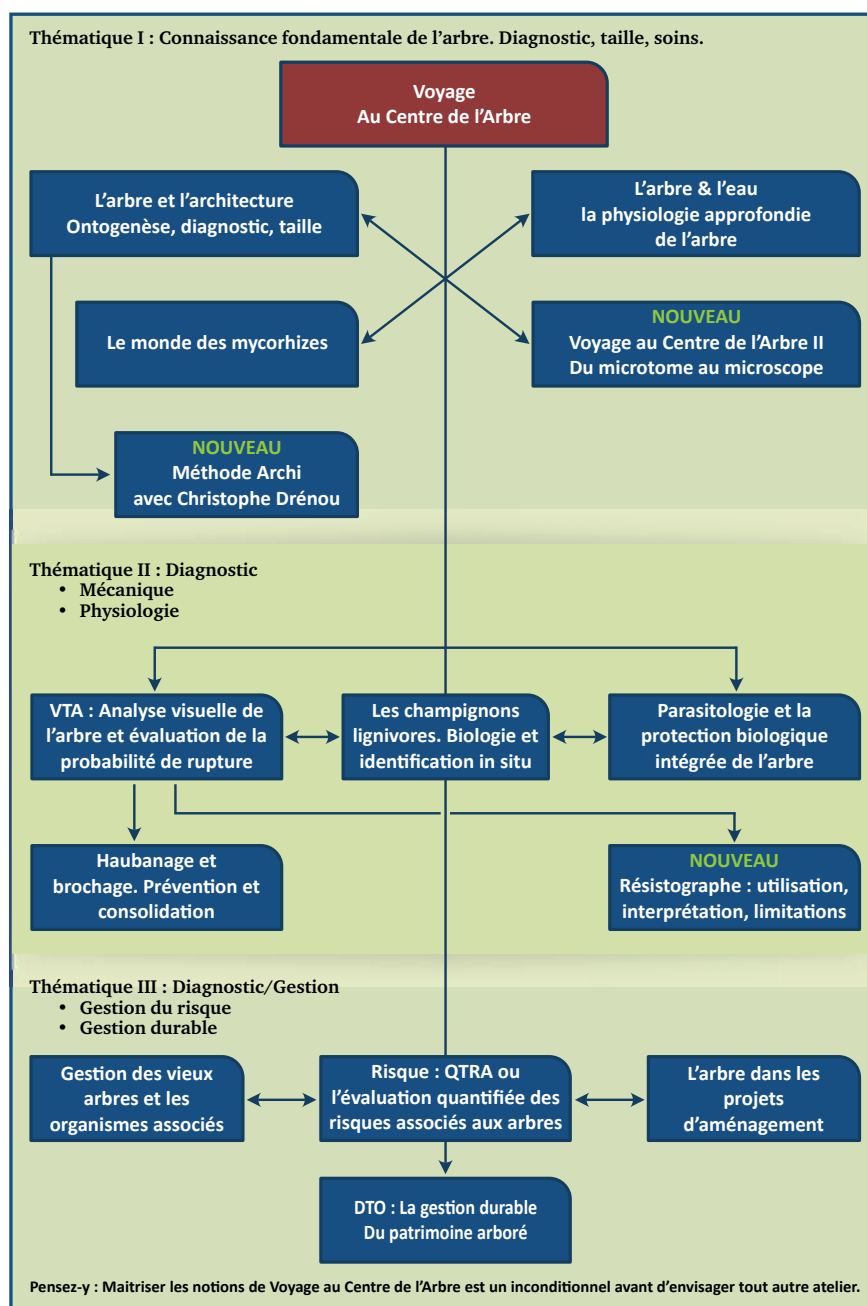 Thématique I : Connaissance fondamentale de l'arbre. Diagnostic, taille, soins.
Voyage
Au Centre de l'Arbre
L'arbre et l'architecture
Ontogenèse, diagnostic, taille
L'arbre & l'eau
la physiologie approfondie
de l'arbre
Le monde des mycorhizes
NOUVEAU
Voyage au Centre de l'Arbre II
Du microtome au microscope
NOUVEAU
Méthode Archi
avec Christophe Drénou
Thématique II : Diagnostic
• Mécanique
• Physiologie
VTA : Analyse visuelle de
l'arbre et évaluation de la
probabilité de rupture
Les champignons
lignivores. Biologie et
identification in situ
Parasitologie et la
protection biologique
intégrée de l'arbre
Haubanage et
brochage. Prévention et
consolidation
NOUVEAU
Résistographe : utilisation,
interprétation, limitations
Thématique III : Diagnostic/Gestion
• Gestion du risque
• Gestion durable
Gestion des vieux
arbres et les
organismes associés
Risque : QTRA ou
l'évaluation quantifiée des
risques associés aux arbres
L'arbre dans les
projets
d'aménagement
DTO : La gestion durable
Du patrimoine arboré
Pensez-y : Maitriser les notions de Voyage au Centre de l'Arbre est un inconditionnel avant d'envisager tout autre atelier.